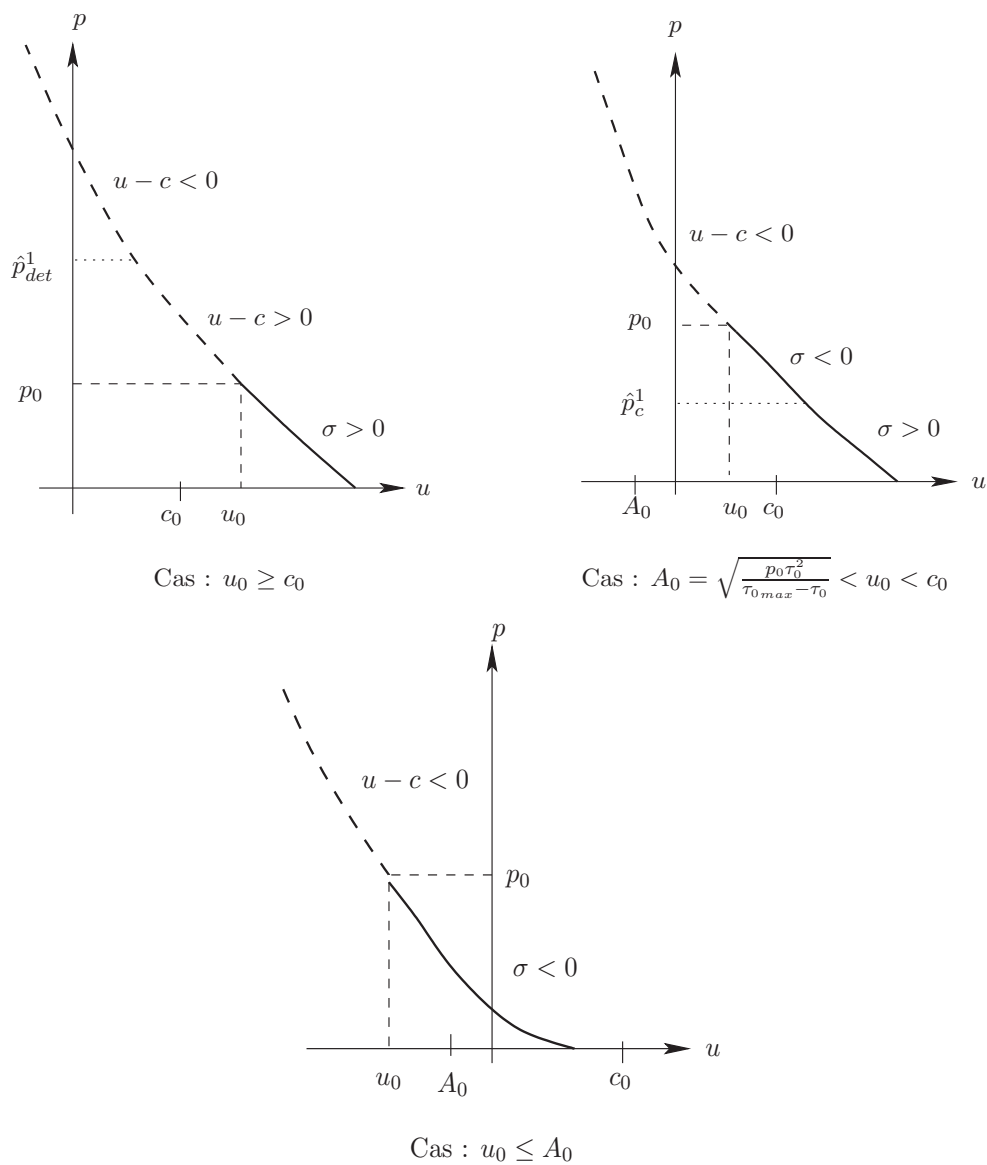 p
u − c < 0
p̂¹_det
u − c > 0
p₀
σ > 0
u
c₀ u₀
Cas : u₀ ≥ c₀
p
u − c < 0
p₀
σ < 0
p̂¹_c
σ > 0
u
A₀ u₀ c₀
Cas : A₀ = √(p₀τ₀²/(τ₀ₘₐₓ−τ₀)) < u₀ < c₀
p
u − c < 0
p₀
σ < 0
u
u₀ A₀ c₀
Cas : u₀ ≤ A₀